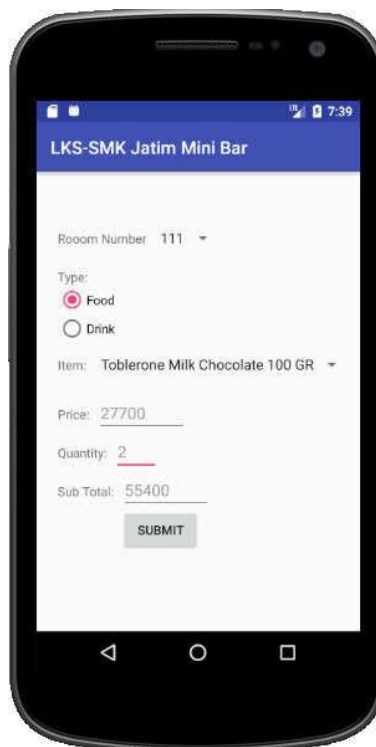 7:39
LKS-SMK Jatim Mini Bar
Rooom Number 111
Type:
Food
Drink
Item: Toblerone Milk Chocolate 100 GR
Price: 27700
Quantity: 2
Sub Total: 55400
SUBMIT